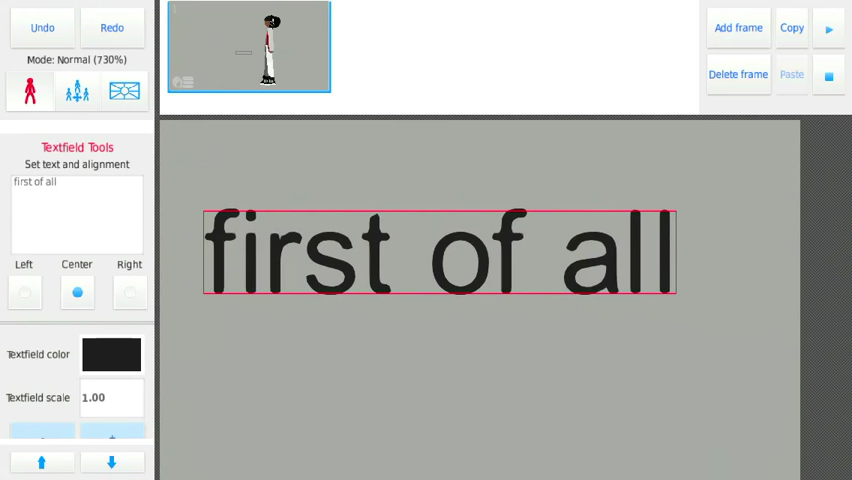 Undo
Redo
Mode: Normal (730%)
1
Add frame
Copy
Delete frame
Paste
Textfield Tools
Set text and alignment
first of all
Left
Center
Right
Textfield color
Textfield scale
1.00
first of all